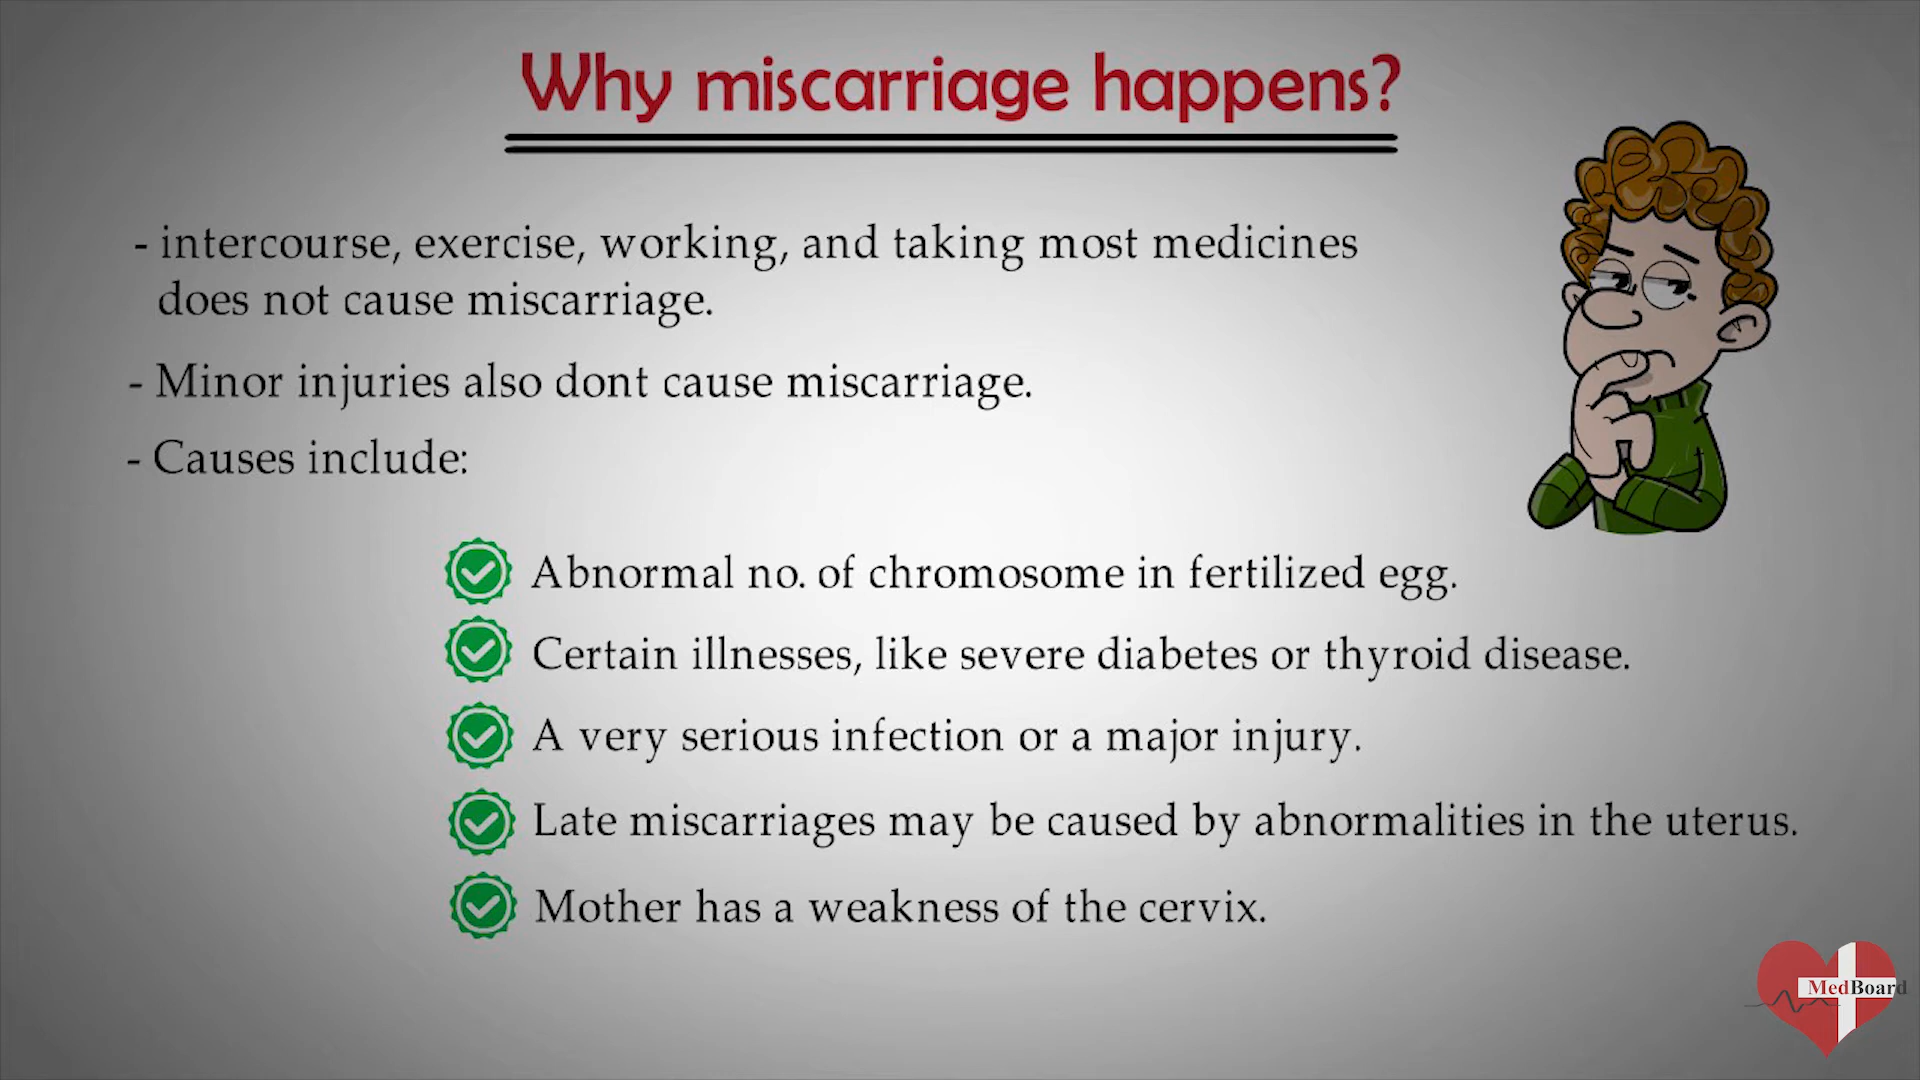 Why miscarriage happens?
- intercourse, exercise, working, and taking most medicines
does not cause miscarriage.
- Minor injuries also dont cause miscarriage.
- Causes include:
Abnormal no. of chromosome in fertilized egg.
Certain illnesses, like severe diabetes or thyroid disease.
A very serious infection or a major injury.
Late miscarriages may be caused by abnormalities in the uterus.
Mother has a weakness of the cervix.
MedBoard